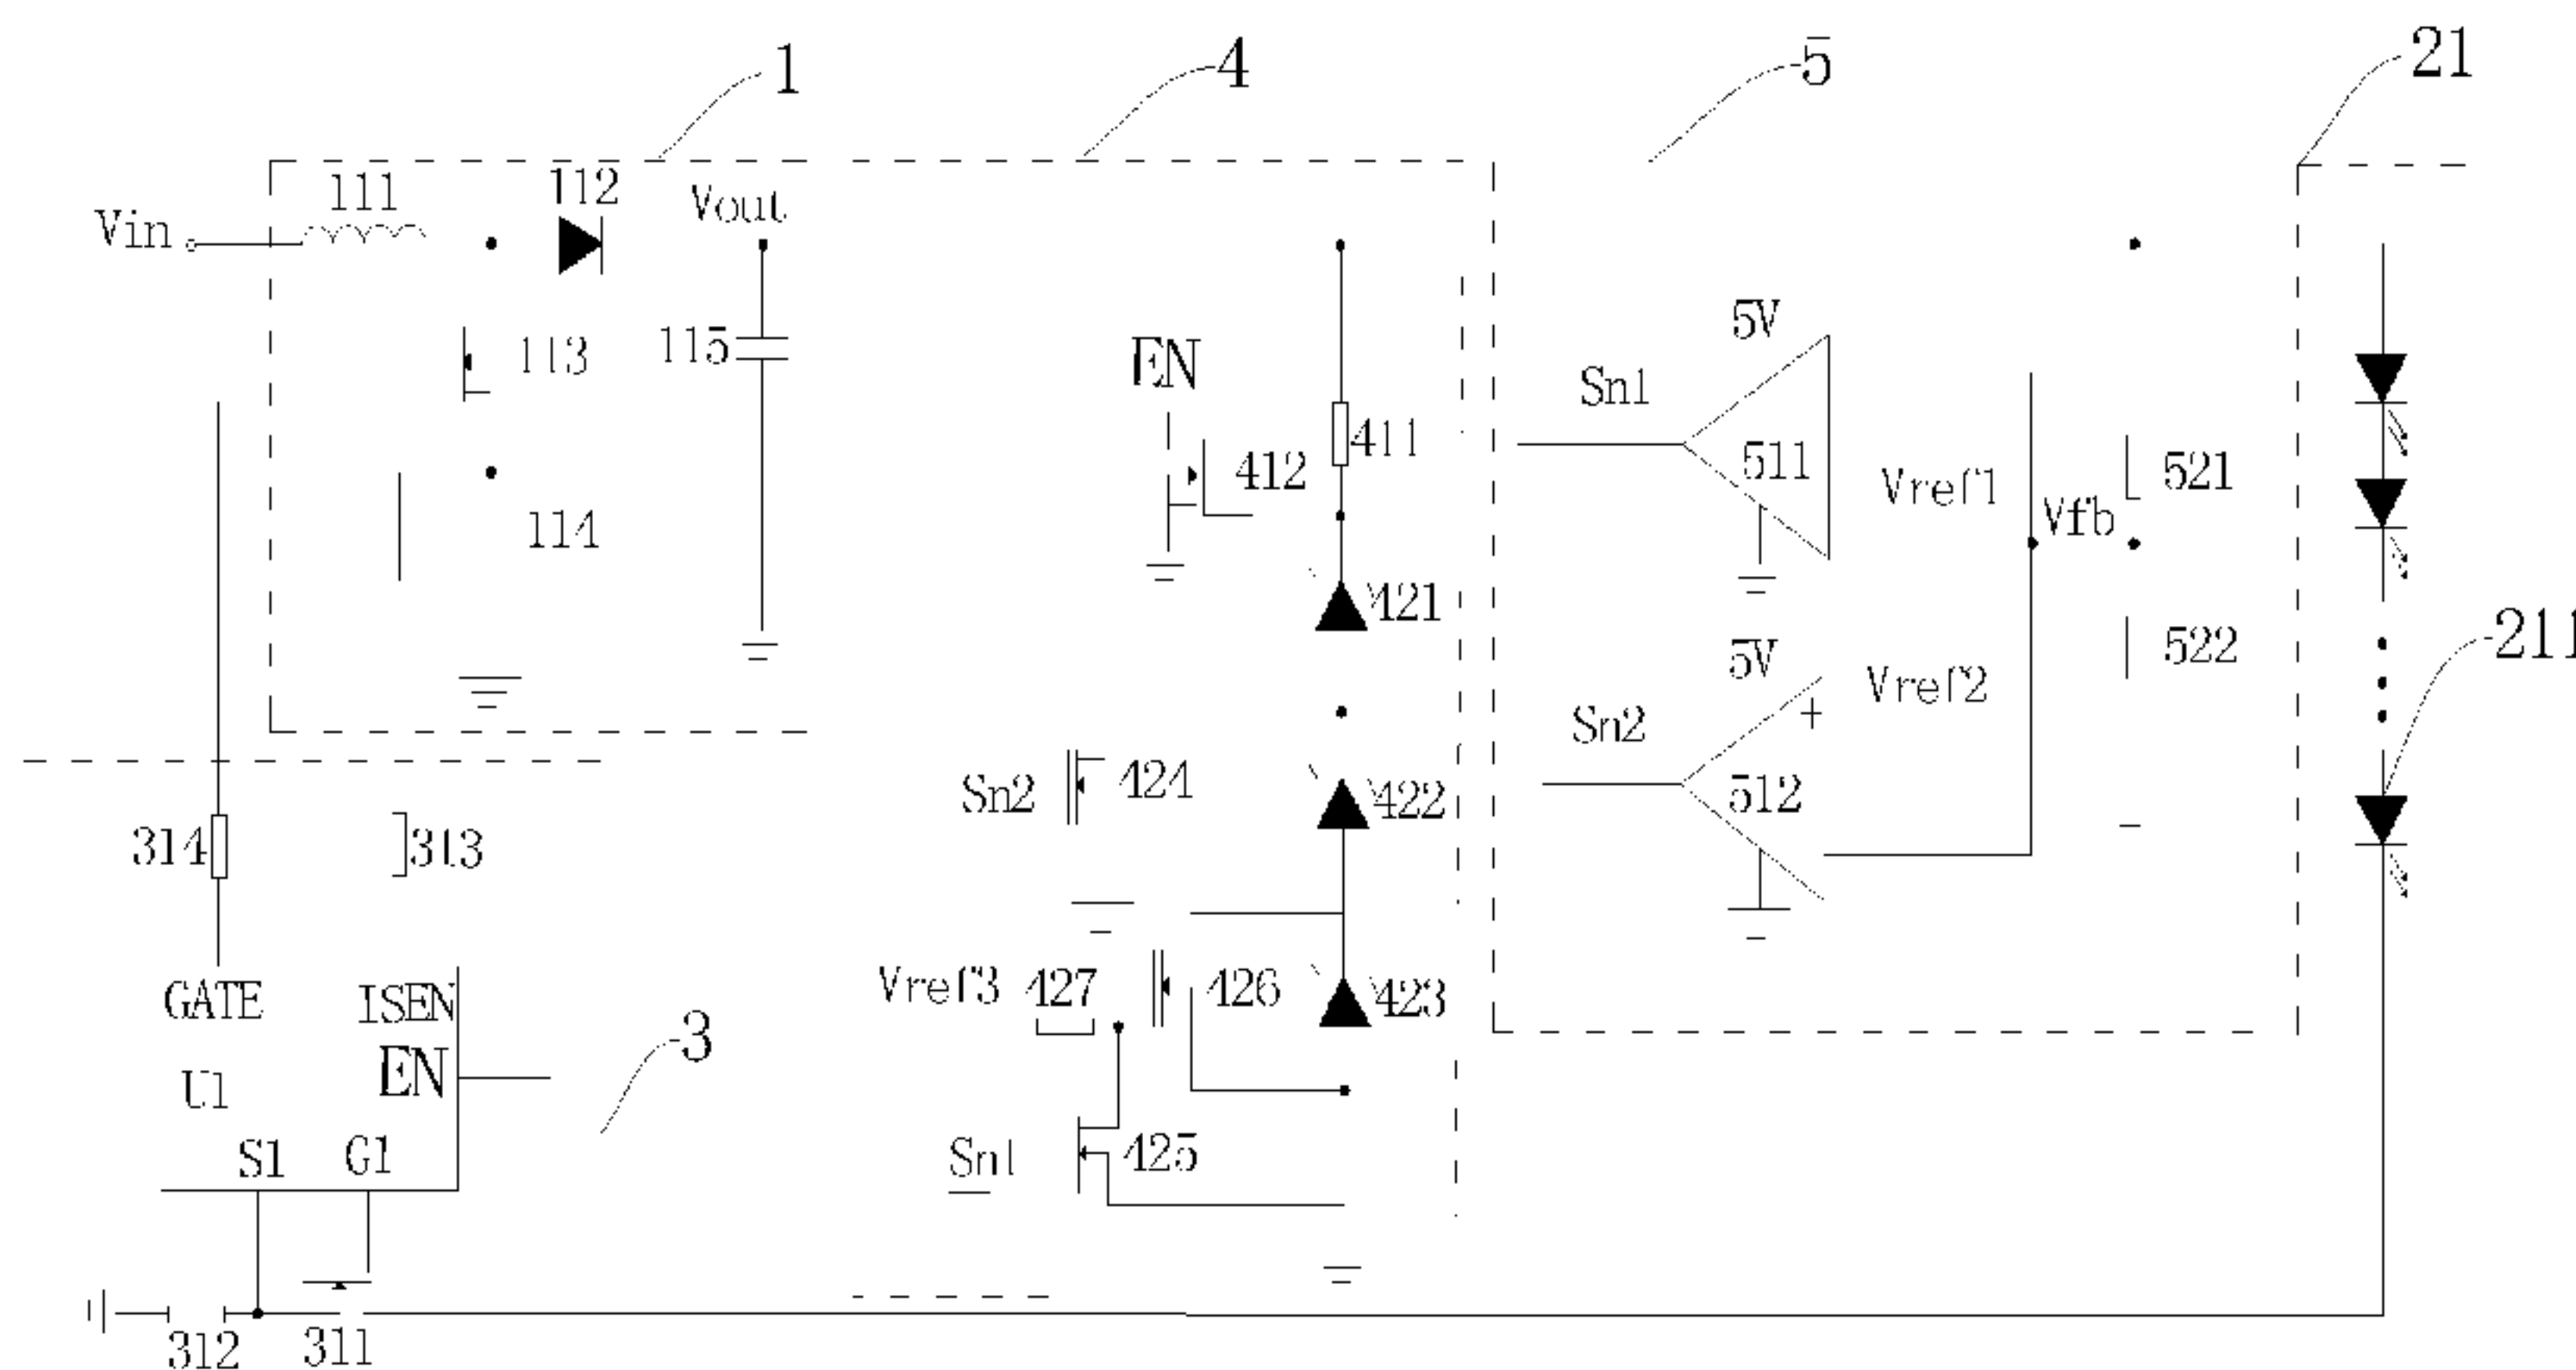 1
4
5
21
Vin
111
112
Vout
113
115
114
EN
412
411
5V
Sn1
511
Vref1
Vfb
521
421
522
211
5V
Vref2
+
Sn2
512
Sn2
424
422
314
313
Vref3
427
426
423
GATE
ISEN
EN
U1
3
S1
G1
Sn1
425
312
311